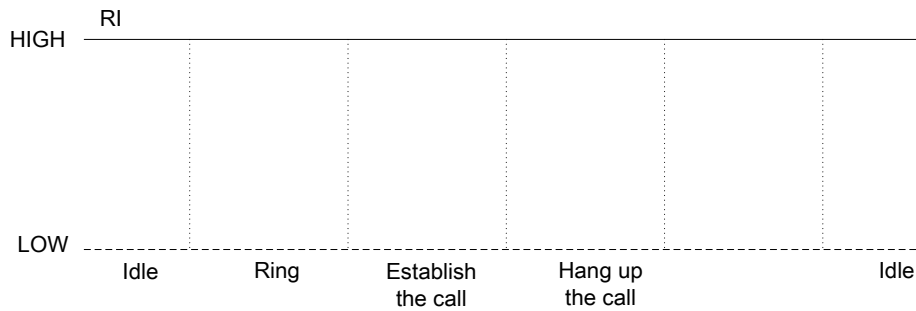 RI
HIGH
LOW
Idle
Ring
Establish
the call
Hang up
the call
Idle